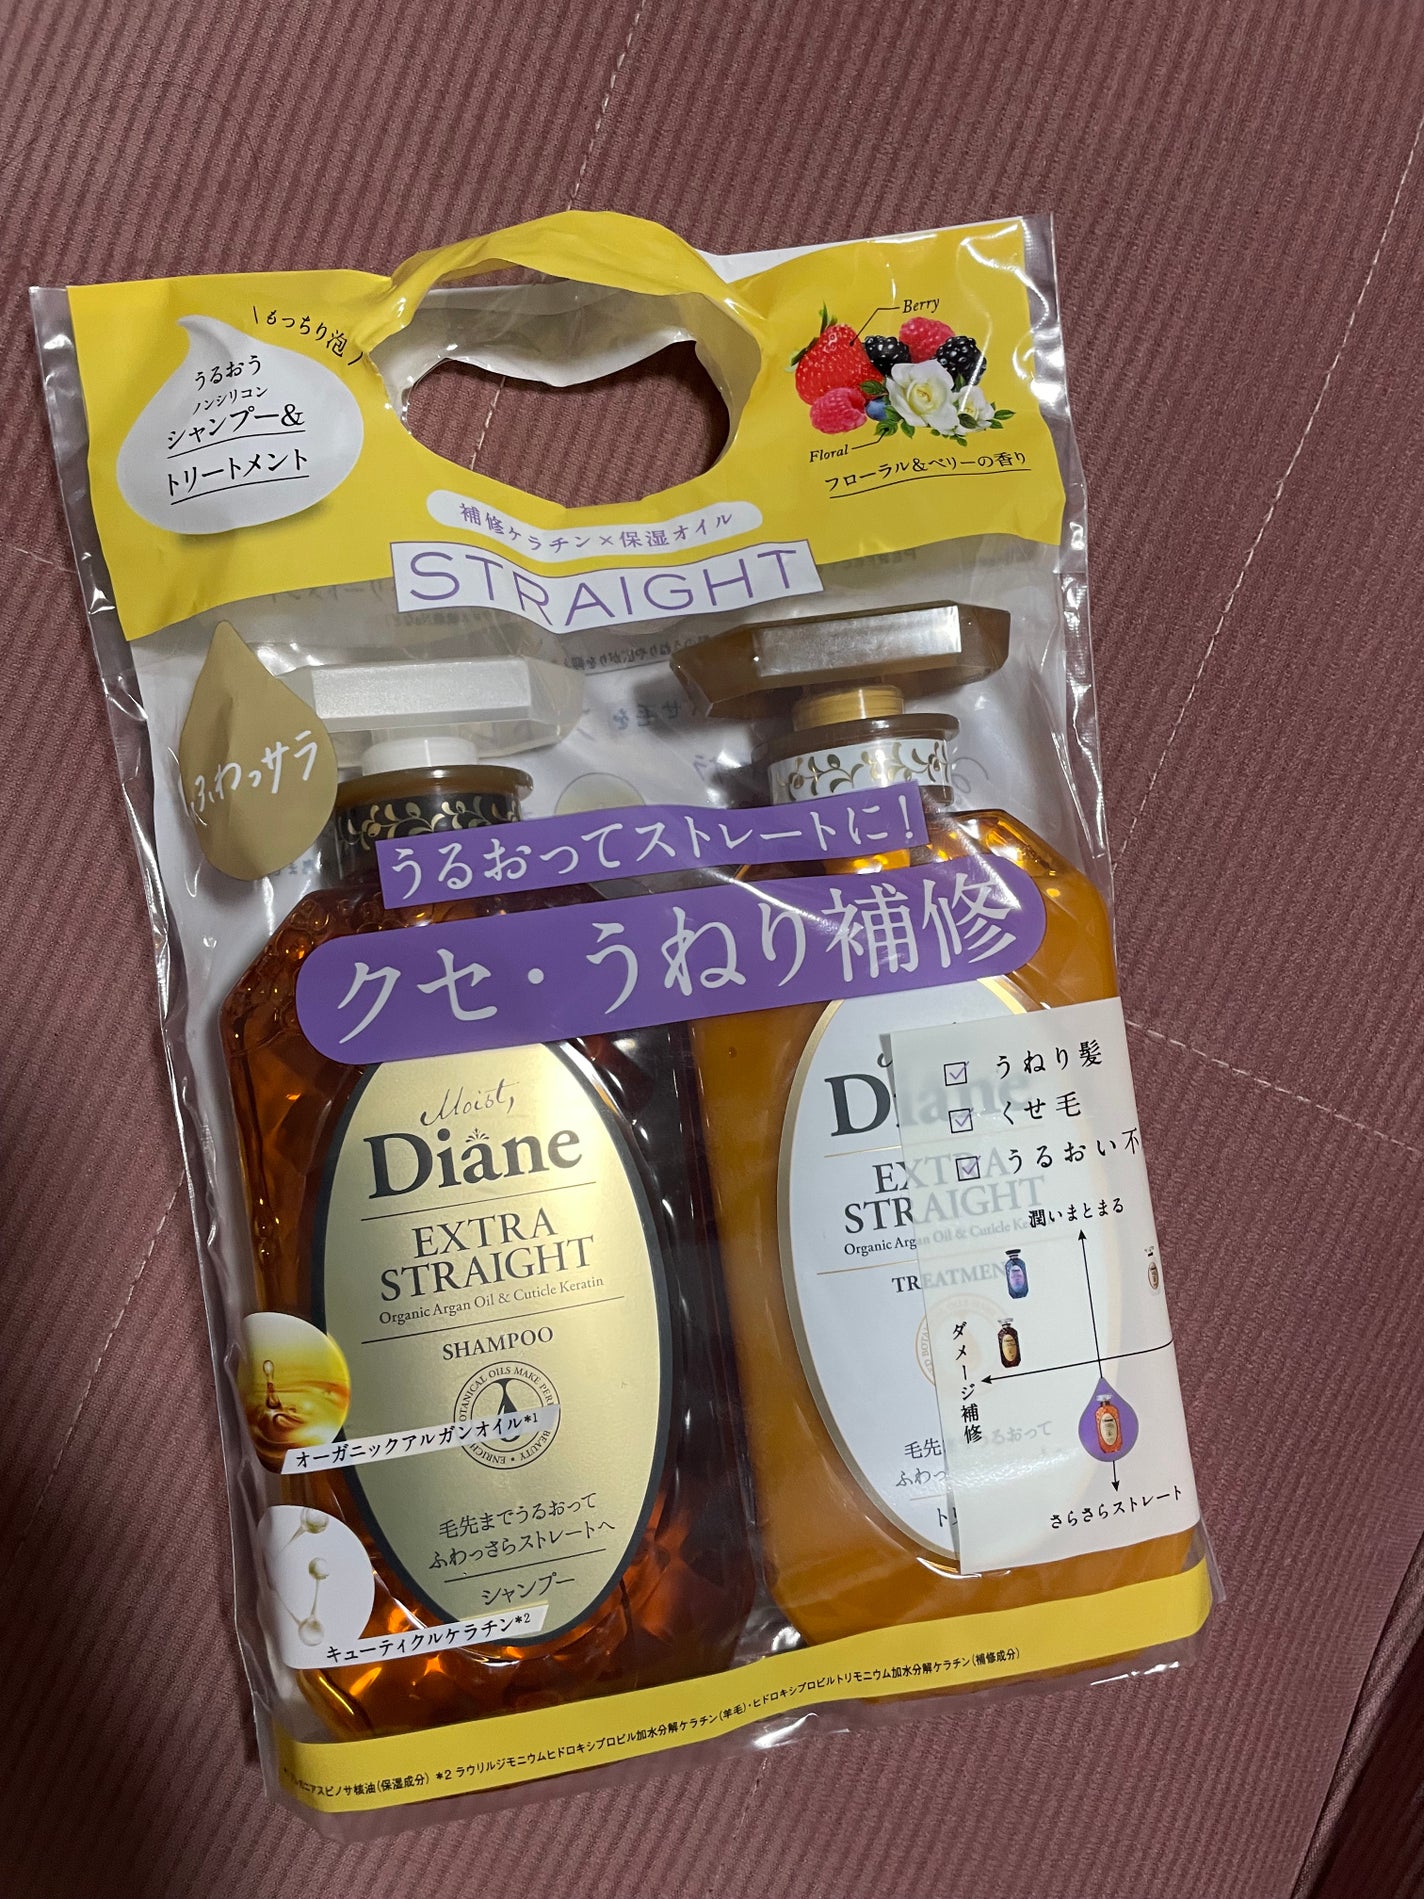 \もっちり泡/
うるおう
ノンシリコン
シャンプー&
トリートメント
Berry
Floral
フローラル&ベリーの香り
補修ケラチン×保湿オイル
STRAIGHT
ふわっサラ
うるおってストレートに!
クセ・うねり補修
Moist,
Diane
EXTRA
STRAIGHT
Organic Argan Oil & Cuticle Keratin
SHAMPOO
オーガニックアルガンオイル*1
毛先までうるおって
ふわっさらストレートへ
シャンプー
キューティクルケラチン*2
Diane
EXTRA
STRAIGHT
Organic Argan Oil & Cuticle Ke
TREATMEN
毛先 うるおって
ふわっ
うねり髪
くせ毛
うるおい不
潤いまとまる
ダメージ補修
さらさらストレート
スピノサ核油(保湿成分) *2 ラウリルジモニウムヒドロキシプロピル加水分解ケラチン(羊毛)・ヒドロキシプロピルトリモニウム加水分解ケラチン(補修成分)